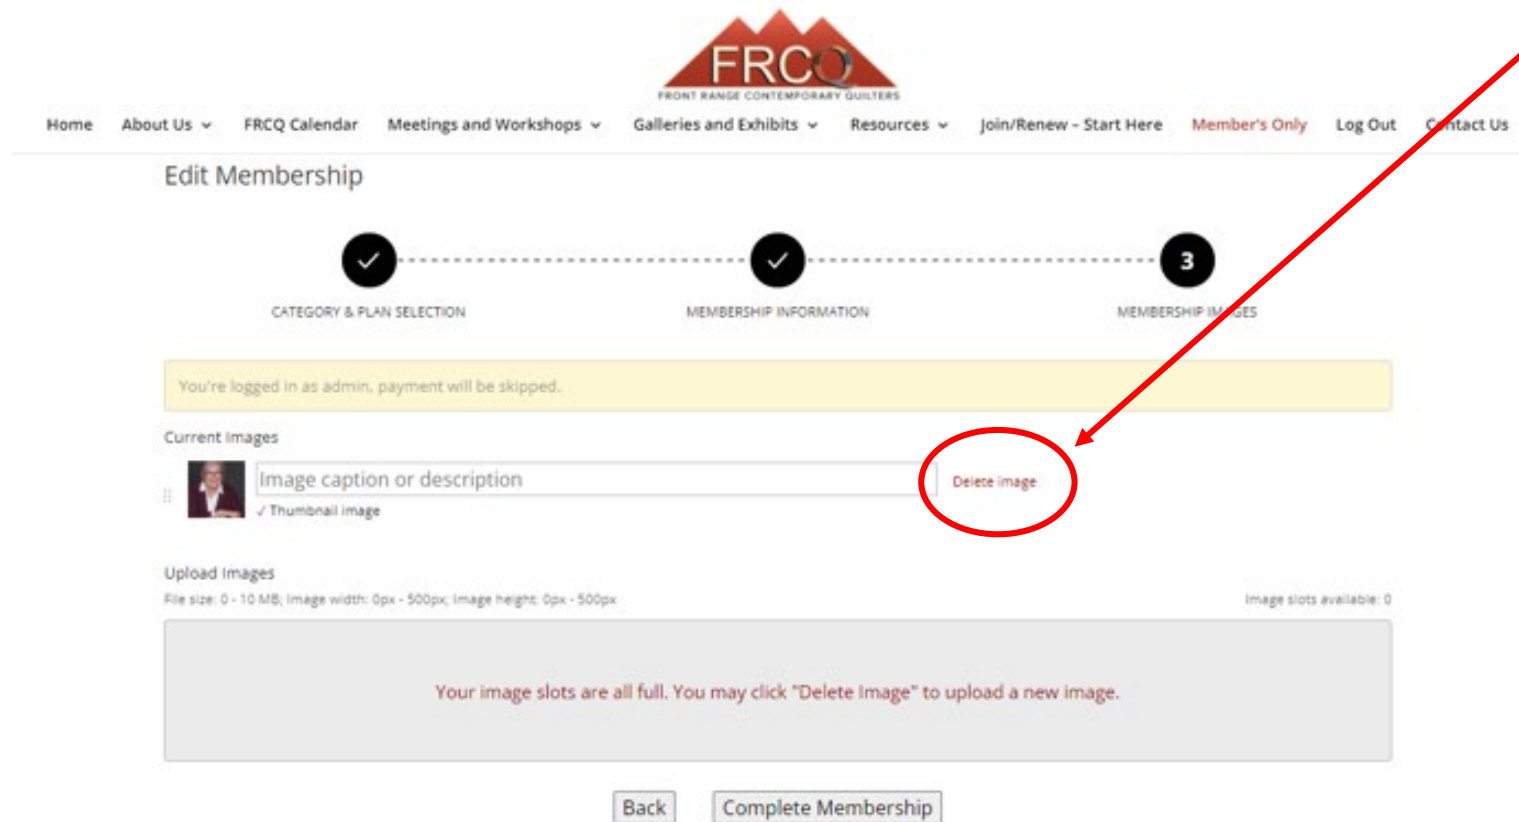 FRCQ
FRONT RANGE CONTEMPORARY QUILTERS
Home About Us FRCQ Calendar Meetings and Workshops Galleries and Exhibits Resources Join/Renew – Start Here Member's Only Log Out Contact Us
Edit Membership
3
CATEGORY & PLAN SELECTION MEMBERSHIP INFORMATION MEMBERSHIP IMAGES
You're logged in as admin, payment will be skipped.
Current Images
Image caption or description Delete image
✓ Thumbnail image
Upload Images
File size: 0 - 10 MB; Image width: 0px - 500px; Image height: 0px - 500px Image slots available: 0
Your image slots are all full. You may click "Delete Image" to upload a new image.
Back Complete Membership